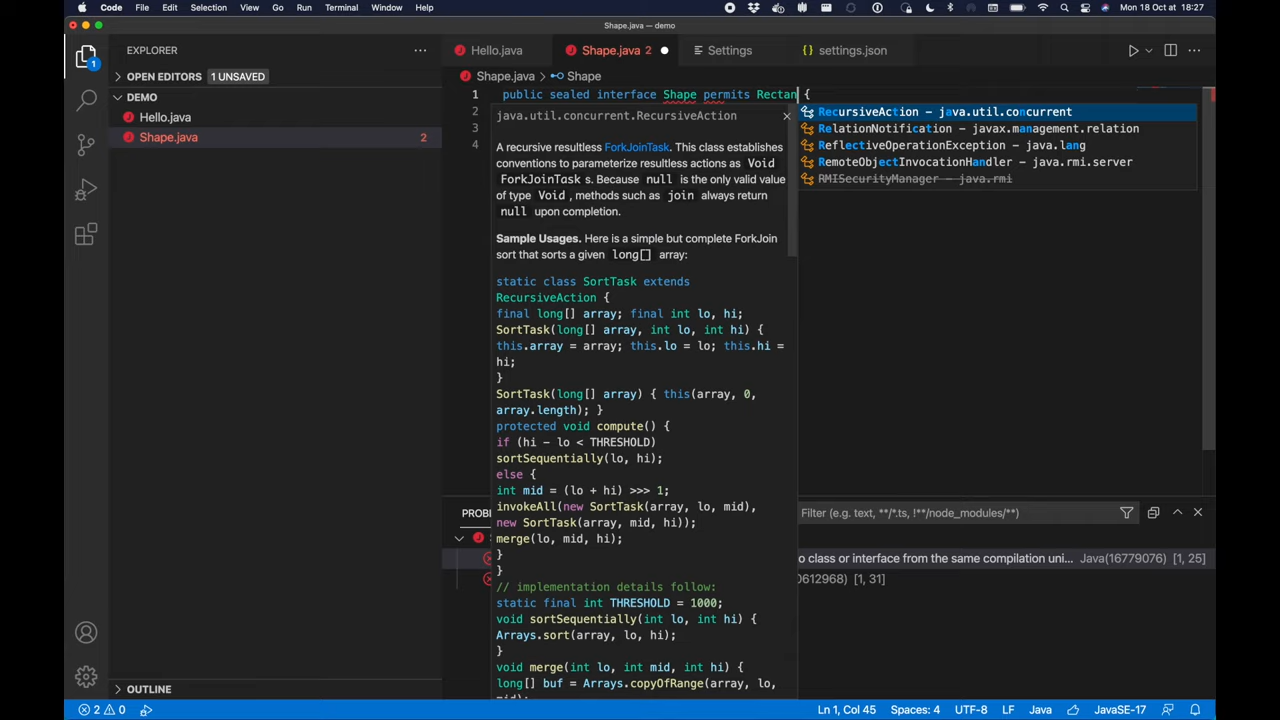 Code File Edit Selection View Go Run Terminal Window Help Mon 18 Oct at 18:27
Shape.java — demo
EXPLORER
Hello.java
Shape.java 2
Settings
settings.json
OPEN EDITORS 1 UNSAVED
Shape.java > Shape
DEMO
Hello.java
Shape.java 2
1 public sealed interface Shape permits Rectan {
2
3
4
RecursiveAction – java.util.concurrent
RelationNotification – javax.management.relation
ReflectiveOperationException – java.lang
RemoteObjectInvocationHandler – java.rmi.server
RMISecurityManager – java.rmi
java.util.concurrent.RecursiveAction
A recursive resultless ForkJoinTask. This class establishes
conventions to parameterize resultless actions as Void
ForkJoinTask s. Because null is the only valid value
of type Void , methods such as join always return
null upon completion.
Sample Usages. Here is a simple but complete ForkJoin
sort that sorts a given long[] array:
static class SortTask extends
RecursiveAction {
final long[] array; final int lo, hi;
SortTask(long[] array, int lo, int hi) {
this.array = array; this.lo = lo; this.hi =
hi;
}
SortTask(long[] array) { this(array, 0,
array.length); }
protected void compute() {
if (hi - lo < THRESHOLD)
sortSequentially(lo, hi);
else {
int mid = (lo + hi) >>> 1;
invokeAll(new SortTask(array, lo, mid),
new SortTask(array, mid, hi));
merge(lo, mid, hi);
}
}
// implementation details follow:
static final int THRESHOLD = 1000;
void sortSequentially(int lo, int hi) {
Arrays.sort(array, lo, hi);
}
void merge(int lo, int mid, int hi) {
long[] buf = Arrays.copyOfRange(array, lo,
PROBL
Filter (e.g. text, **/*.ts, !**/node_modules/**)
o class or interface from the same compilation uni... Java(16779076) [1, 25]
0612968) [1, 31]
OUTLINE
2 0 Ln 1, Col 45 Spaces: 4 UTF-8 LF Java JavaSE-17
1